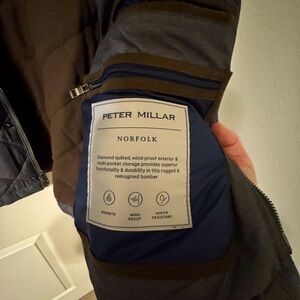 PETER MILLAR
NORFOLK
Diamond quilted, wind-proof exterior &
multi-pocket storage provides superior
functionality & durability in this rugged &
reimagined bomber
WARMTH
WIND PROOF
WATER RESISTANT